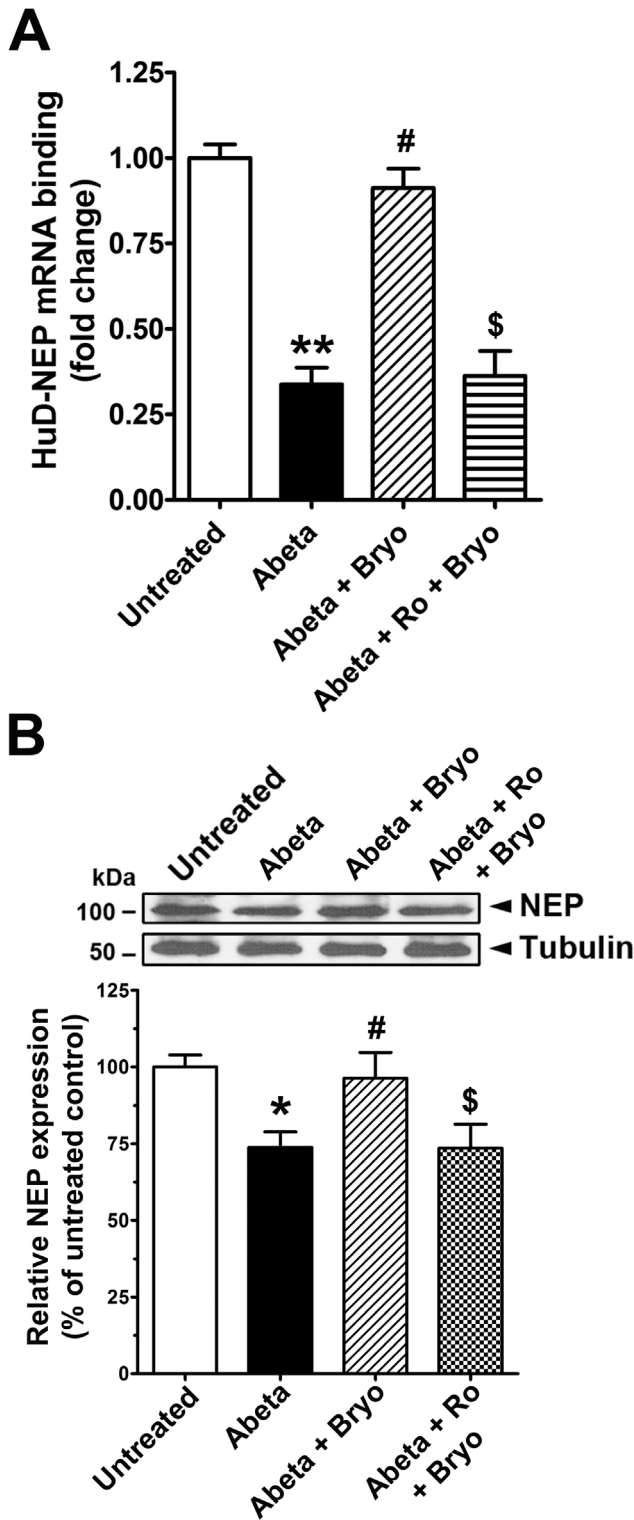 A
HuD-NEP mRNA binding
(fold change)
1.25
1.00
0.75
0.50
0.25
0.00
**
#
$
Untreated
Abeta
Abeta + Bryo
Abeta + Ro + Bryo
B
Untreated
Abeta
Abeta + Bryo
Abeta + Ro
+ Bryo
kDa
100
NEP
50
Tubulin
Relative NEP expression
(% of untreated control)
125
100
75
50
25
0
*
#
$
Untreated
Abeta
Abeta + Bryo
Abeta + Ro
+ Bryo